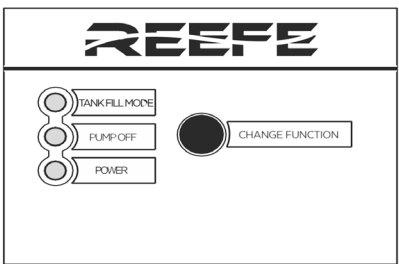 REEFE
TANK FILL MODE
PUMP OFF
CHANGE FUNCTION
POWER